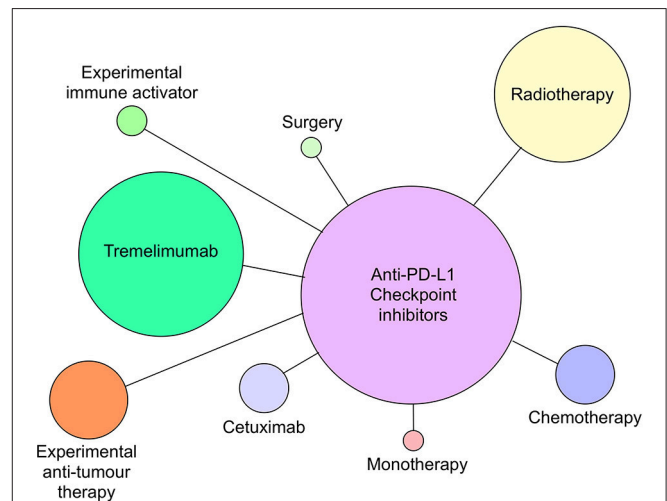 Experimental
immune activator
Surgery
Radiotherapy
Tremelimumab
Anti-PD-L1
Checkpoint
inhibitors
Experimental
anti-tumour
therapy
Cetuximab
Monotherapy
Chemotherapy